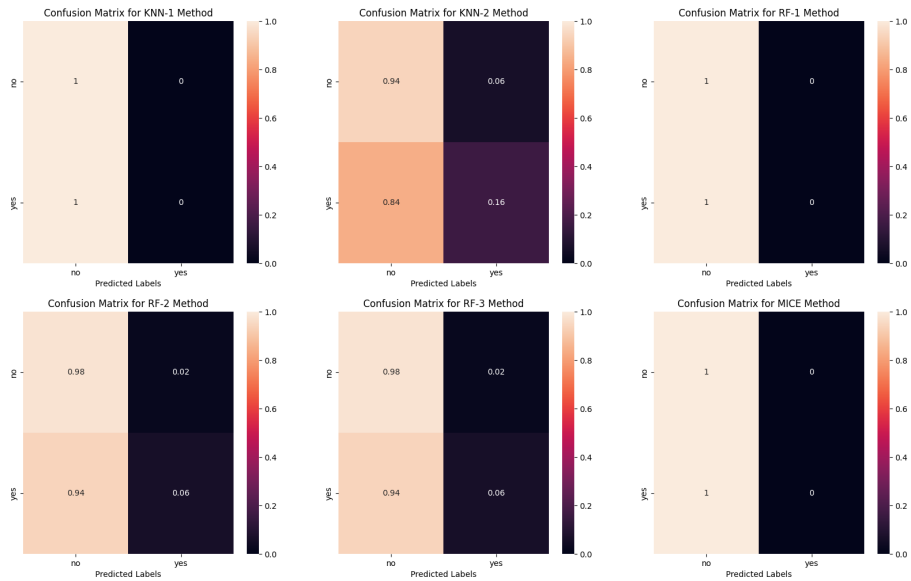 Confusion Matrix for KNN-1 Method
no
yes
1
0
1
0
no
yes
Predicted Labels
1.0
0.8
0.6
0.4
0.2
0.0
Confusion Matrix for KNN-2 Method
no
yes
0.94
0.06
0.84
0.16
no
yes
Predicted Labels
1.0
0.8
0.6
0.4
0.2
0.0
Confusion Matrix for RF-1 Method
no
yes
1
0
1
0
no
yes
Predicted Labels
1.0
0.8
0.6
0.4
0.2
0.0
Confusion Matrix for RF-2 Method
no
yes
0.98
0.02
0.94
0.06
no
yes
Predicted Labels
1.0
0.8
0.6
0.4
0.2
0.0
Confusion Matrix for RF-3 Method
no
yes
0.98
0.02
0.94
0.06
no
yes
Predicted Labels
1.0
0.8
0.6
0.4
0.2
0.0
Confusion Matrix for MICE Method
no
yes
1
0
1
0
no
yes
Predicted Labels
1.0
0.8
0.6
0.4
0.2
0.0